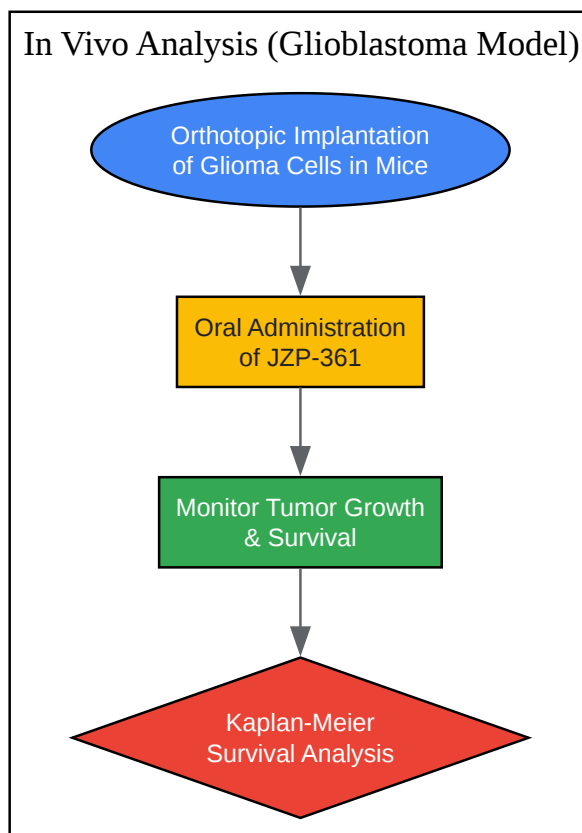 In Vivo Analysis (Glioblastoma Model)
Orthotopic Implantation
of Glioma Cells in Mice
Oral Administration
of JZP-361
Monitor Tumor Growth
& Survival
Kaplan-Meier
Survival Analysis